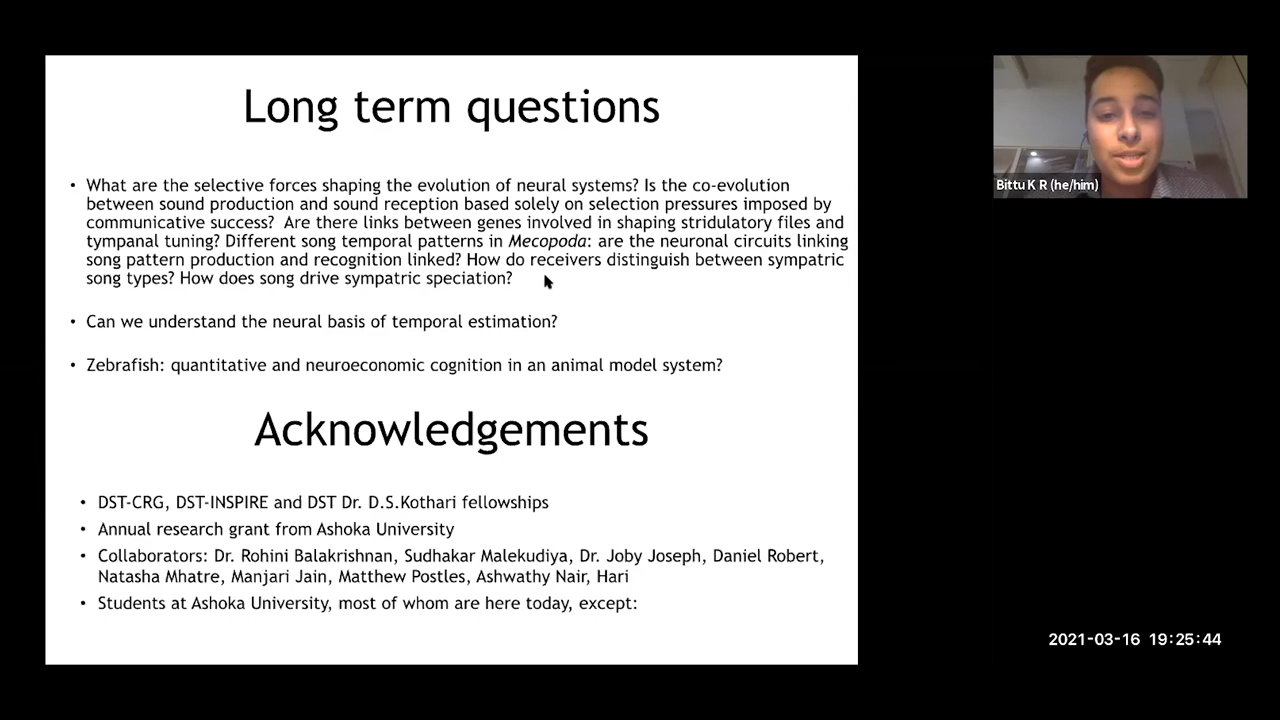 Long term questions
• What are the selective forces shaping the evolution of neural systems? Is the co-evolution
between sound production and sound reception based solely on selection pressures imposed by
communicative success?  Are there links between genes involved in shaping stridulatory files and
tympanal tuning? Different song temporal patterns in Mecopoda: are the neuronal circuits linking
song pattern production and recognition linked? How do receivers distinguish between sympatric
song types? How does song drive sympatric speciation?
• Can we understand the neural basis of temporal estimation?
• Zebrafish: quantitative and neuroeconomic cognition in an animal model system?
Acknowledgements
• DST-CRG, DST-INSPIRE and DST Dr. D.S.Kothari fellowships
• Annual research grant from Ashoka University
• Collaborators: Dr. Rohini Balakrishnan, Sudhakar Malekudiya, Dr. Joby Joseph, Daniel Robert,
Natasha Mhatre, Manjari Jain, Matthew Postles, Ashwathy Nair, Hari
• Students at Ashoka University, most of whom are here today, except:
Bittu K R (he/him)
2021-03-16 19:25:44